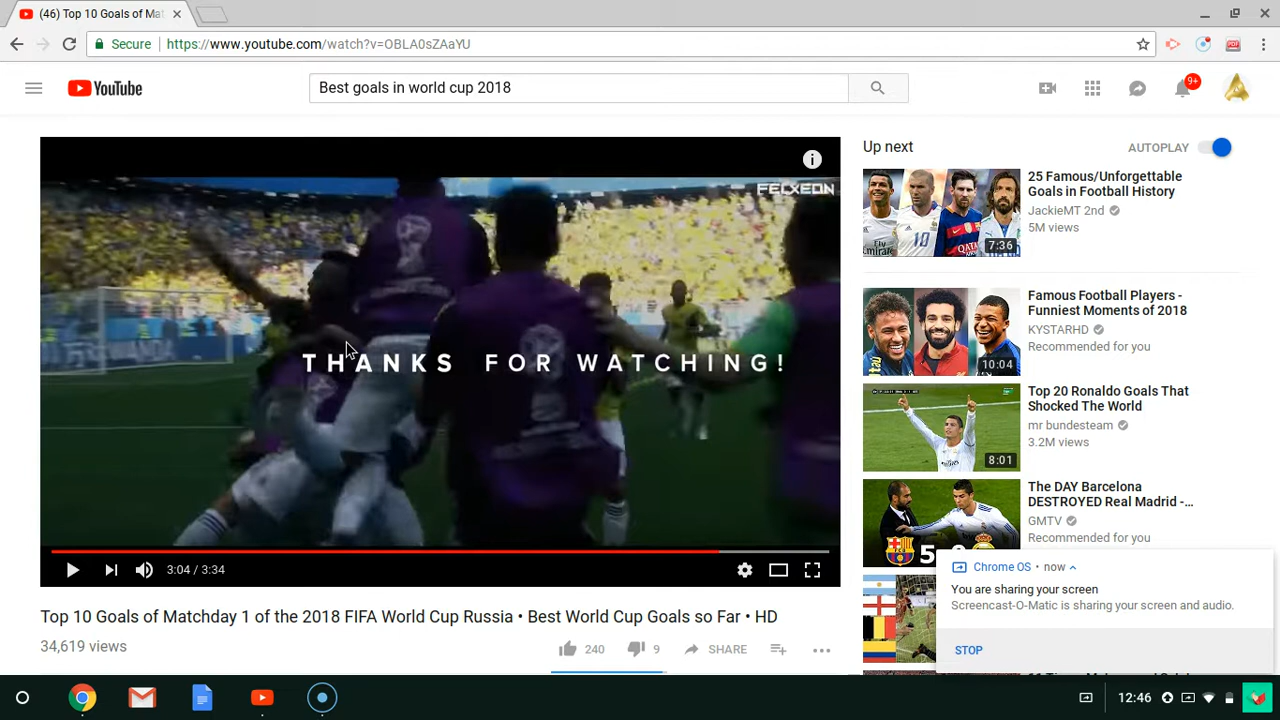 (46) Top 10 Goals of Mat
Secure
https://www.youtube.com/watch?v=OBLA0sZAaYU
PDF
YouTube
Best goals in world cup 2018
9+
FELXEON
THANKS FOR WATCHING!
3:04 / 3:34
Top 10 Goals of Matchday 1 of the 2018 FIFA World Cup Russia • Best World Cup Goals so Far • HD
34,619 views
240
9
SHARE
Up next
AUTOPLAY
25 Famous/Unforgettable
Goals in Football History
JackieMT 2nd
5M views
7:36
Famous Football Players -
Funniest Moments of 2018
KYSTARHD
Recommended for you
10:04
Top 20 Ronaldo Goals That
Shocked The World
mr bundesteam
3.2M views
8:01
The DAY Barcelona
DESTROYED Real Madrid -…
GMTV
Recommended for you
Chrome OS • now
You are sharing your screen
Screencast-O-Matic is sharing your screen and audio.
STOP
12:46